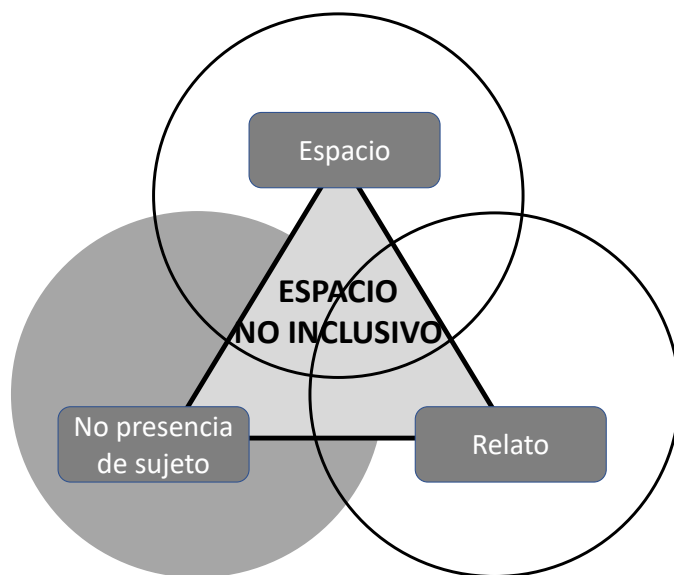 Espacio
ESPACIO
NO INCLUSIVO
No presencia
de sujeto
Relato